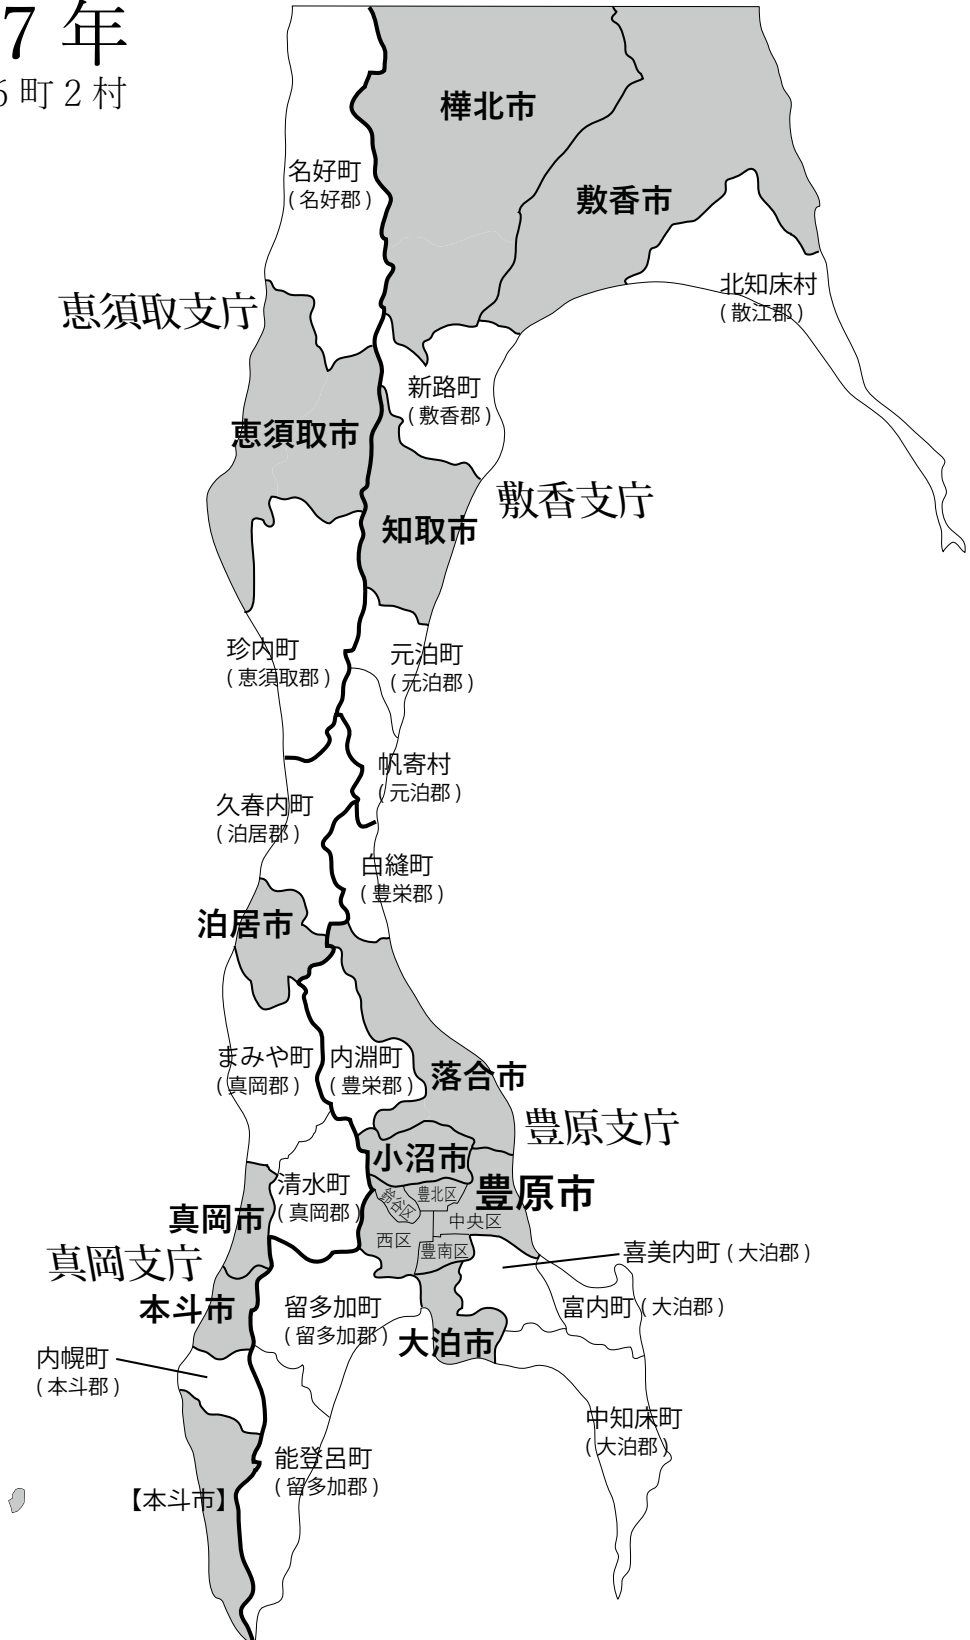 7年
6町2村
樺北市
名好町
(名好郡)
敷香市
北知床村
(散江郡)
恵須取支庁
新路町
(敷香郡)
恵須取市
敷香支庁
知取市
珍内町
(恵須取郡)
元泊町
(元泊郡)
帆寄村
(元泊郡)
久春内町
(泊居郡)
白縫町
(豊栄郡)
泊居市
まみや町
(真岡郡)
内淵町
(豊栄郡)
落合市
豊原支庁
小沼市
清水町
(真岡郡)
鈴谷区
豊北区
豊原市
真岡市
中央区
西区
豊南区
真岡支庁
喜美内町(大泊郡)
本斗市
留多加町
(留多加郡)
富内町(大泊郡)
大泊市
内幌町
(本斗郡)
中知床町
(大泊郡)
能登呂町
(留多加郡)
【本斗市】